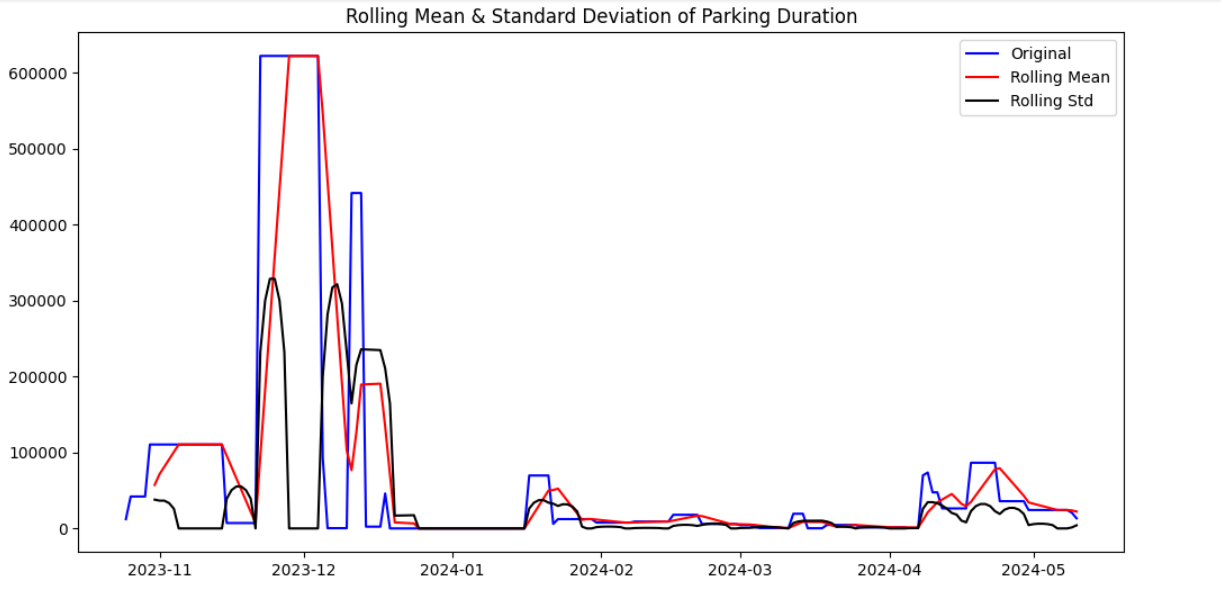 Rolling Mean & Standard Deviation of Parking Duration
Original
Rolling Mean
Rolling Std
600000
500000
400000
300000
200000
100000
0
2023-11 2023-12 2024-01 2024-02 2024-03 2024-04 2024-05